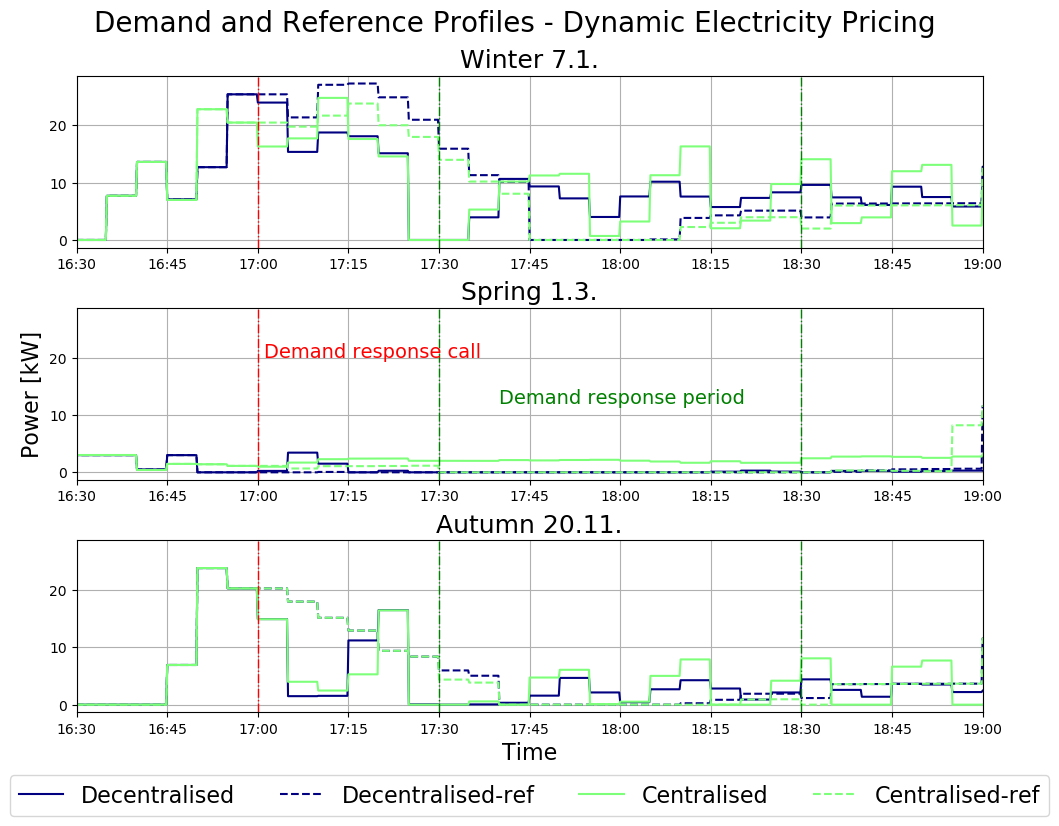 Demand and Reference Profiles - Dynamic Electricity Pricing
Winter 7.1.
20
10
0
16:30 16:45 17:00 17:15 17:30 17:45 18:00 18:15 18:30 18:45 19:00
Spring 1.3.
Power [kW]
20
10
0
Demand response call
Demand response period
16:30 16:45 17:00 17:15 17:30 17:45 18:00 18:15 18:30 18:45 19:00
Autumn 20.11.
20
10
0
16:30 16:45 17:00 17:15 17:30 17:45 18:00 18:15 18:30 18:45 19:00
Time
Decentralised Decentralised-ref Centralised Centralised-ref